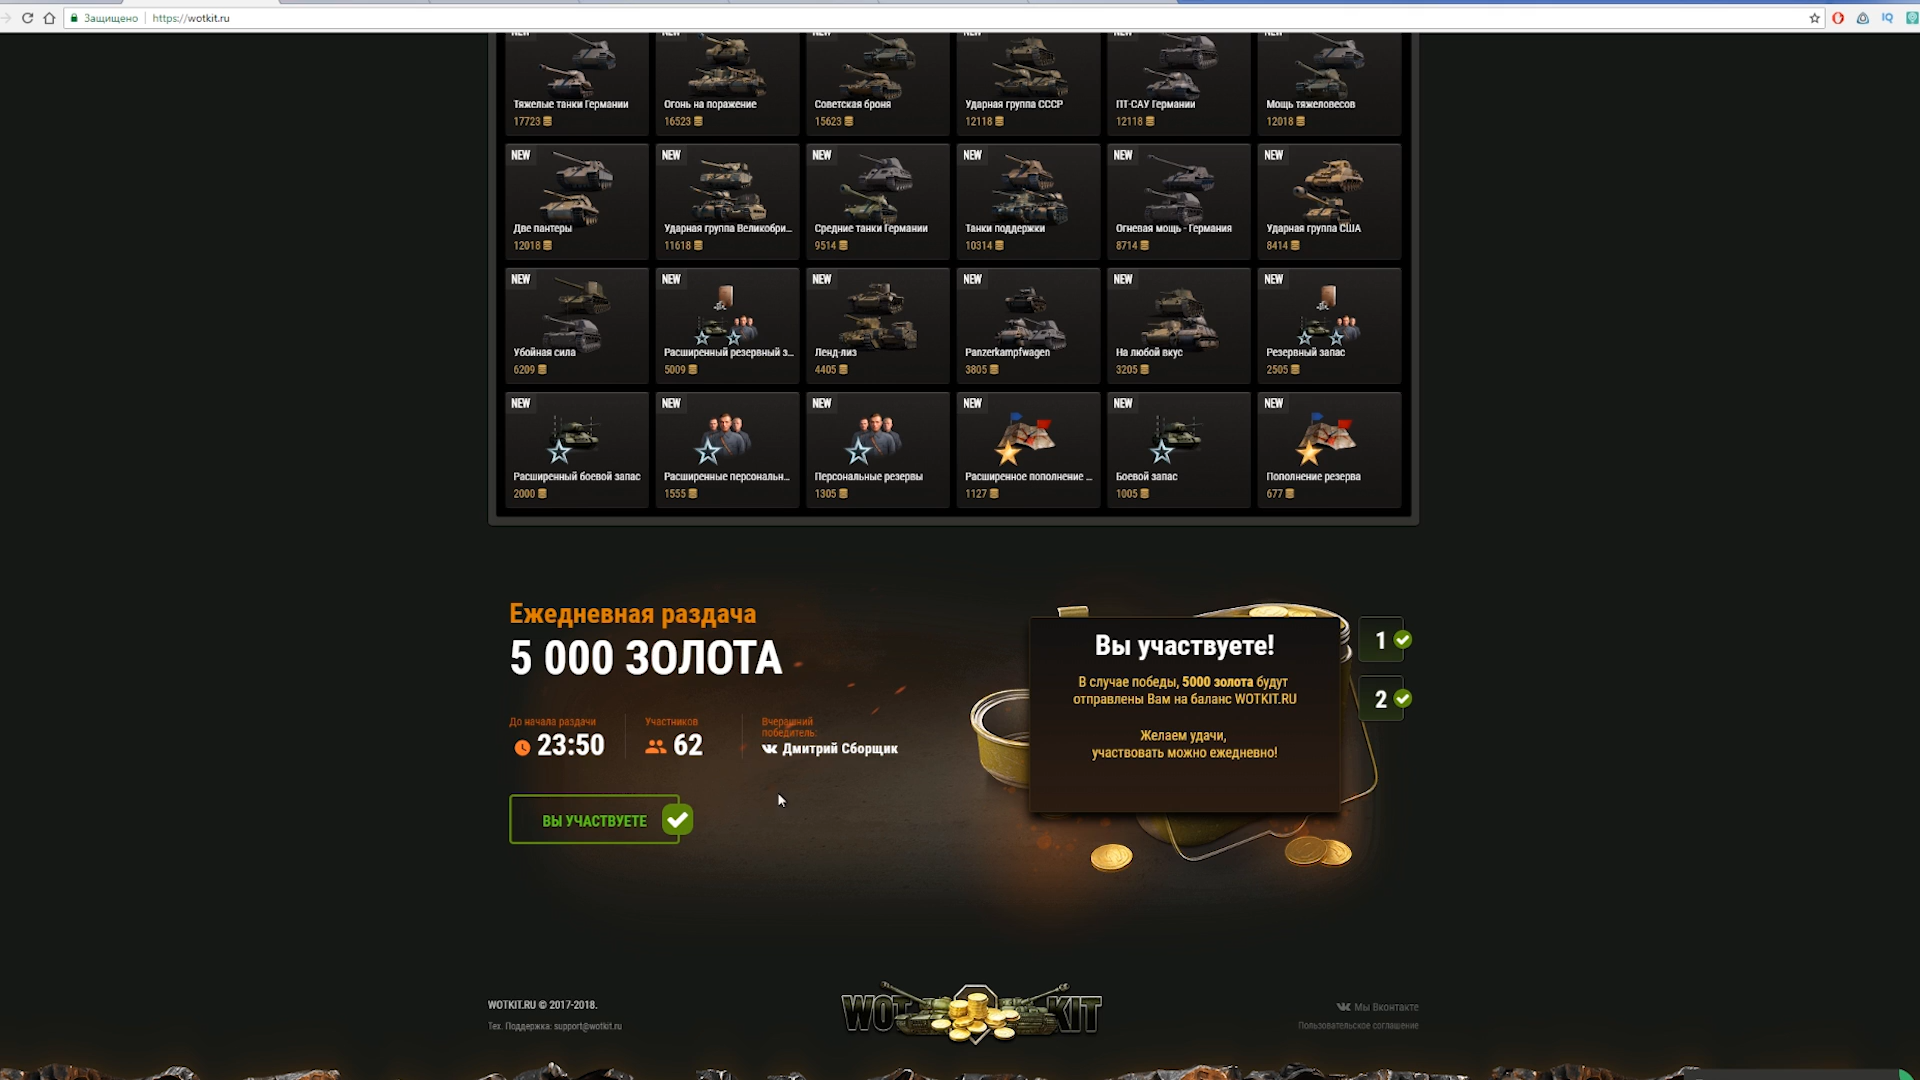 Защищено
https://wotkit.ru
Тяжелые танки Германии
17723
Огонь на поражение
16523
Советская броня
15623
Ударная группа СССР
12118
ПТ-САУ Германии
12118
Мощь тяжеловесов
12018
NEW
Две пантеры
12018
NEW
Ударная группа Великобри...
11618
NEW
Средние танки Германии
9514
NEW
Танки поддержки
10314
NEW
Огневая мощь - Германия
8714
NEW
Ударная группа США
8414
NEW
Убойная сила
6209
NEW
Расширенный резервный з...
5009
NEW
Ленд-лиз
4405
NEW
Panzerkampfwagen
3805
NEW
На любой вкус
3205
NEW
Резервный запас
2505
NEW
Расширенный боевой запас
2000
NEW
Расширенные персональн...
1555
NEW
Персональные резервы
1305
NEW
Расширенное пополнение ...
1127
NEW
Боевой запас
1005
NEW
Пополнение резерва
677
Ежедневная раздача
5 000 ЗОЛОТА
До начала раздачи
23:50
Участников
62
Вчерашний
победитель:
Дмитрий Сборщик
ВЫ УЧАСТВУЕТЕ
Вы участвуете!
В случае победы, 5000 золота будут
отправлены Вам на баланс WOTKIT.RU
Желаем удачи,
участвовать можно ежедневно!
1
2
WOTKIT.RU © 2017-2018.
Тех. Поддержка: support@wotkit.ru
WOT KIT
Мы Вконтакте
Пользовательское соглашение